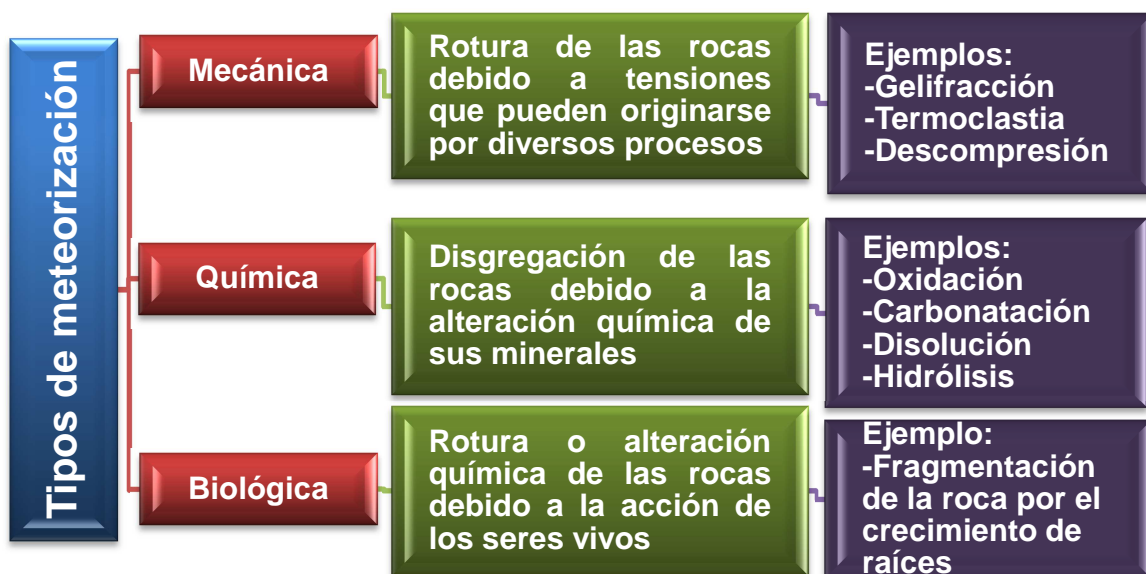 Tipos de meteorización
Mecánica
Rotura de las rocas
debido a tensiones
que pueden originarse
por diversos procesos
Ejemplos:
-Gelifracción
-Termoclastia
-Descompresión
Química
Disgregación de las
rocas debido a la
alteración química de
sus minerales
Ejemplos:
-Oxidación
-Carbonatación
-Disolución
-Hidrólisis
Biológica
Rotura o alteración
química de las rocas
debido a la acción de
los seres vivos
Ejemplo:
-Fragmentación
de la roca por el
crecimiento de
raíces